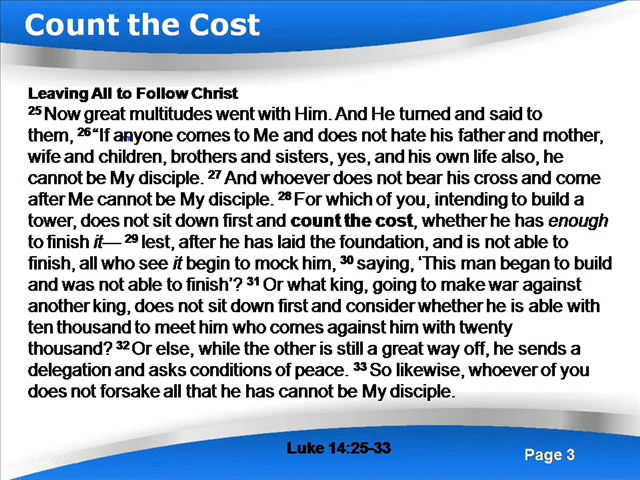 Count the Cost
Leaving All to Follow Christ
25 Now great multitudes went with Him. And He turned and said to
them, 26 “If anyone comes to Me and does not hate his father and mother,
wife and children, brothers and sisters, yes, and his own life also, he
cannot be My disciple. 27 And whoever does not bear his cross and come
after Me cannot be My disciple. 28 For which of you, intending to build a
tower, does not sit down first and count the cost, whether he has enough
to finish it— 29 lest, after he has laid the foundation, and is not able to
finish, all who see it begin to mock him, 30 saying, ‘This man began to build
and was not able to finish’? 31 Or what king, going to make war against
another king, does not sit down first and consider whether he is able with
ten thousand to meet him who comes against him with twenty
thousand? 32 Or else, while the other is still a great way off, he sends a
delegation and asks conditions of peace. 33 So likewise, whoever of you
does not forsake all that he has cannot be My disciple.
Luke 14:25-33
Page 3